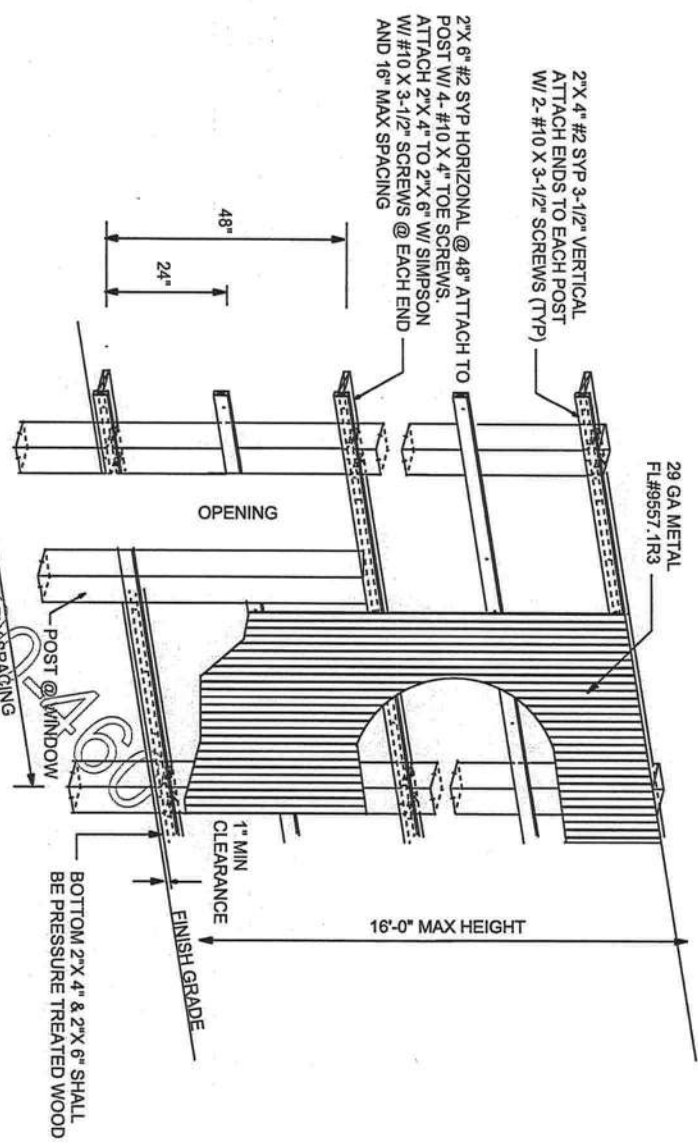 2"X 4" #2 SYP 3-1/2" VERTICAL
ATTACH ENDS TO EACH POST
W/ 2- #10 X 3-1/2" SCREWS (TYP)
2"X 6" #2 SYP HORIZONAL @ 48" ATTACH TO
POST W/ 4- #10 X 4" TOE SCREWS.
ATTACH 2"X 4" TO 2"X 6" W/ SIMPSON
W/ #10 X 3-1/2" SCREWS @ EACH END
AND 16" MAX SPACING
29 GA METAL
FL#9557.1R3
48"
24"
OPENING
POST @ WINDOW
SPACING
1" MIN
CLEARANCE
16'-0" MAX HEIGHT
FINISH GRADE
BOTTOM 2"X 4" & 2"X 6" SHALL
BE PRESSURE TREATED WOOD